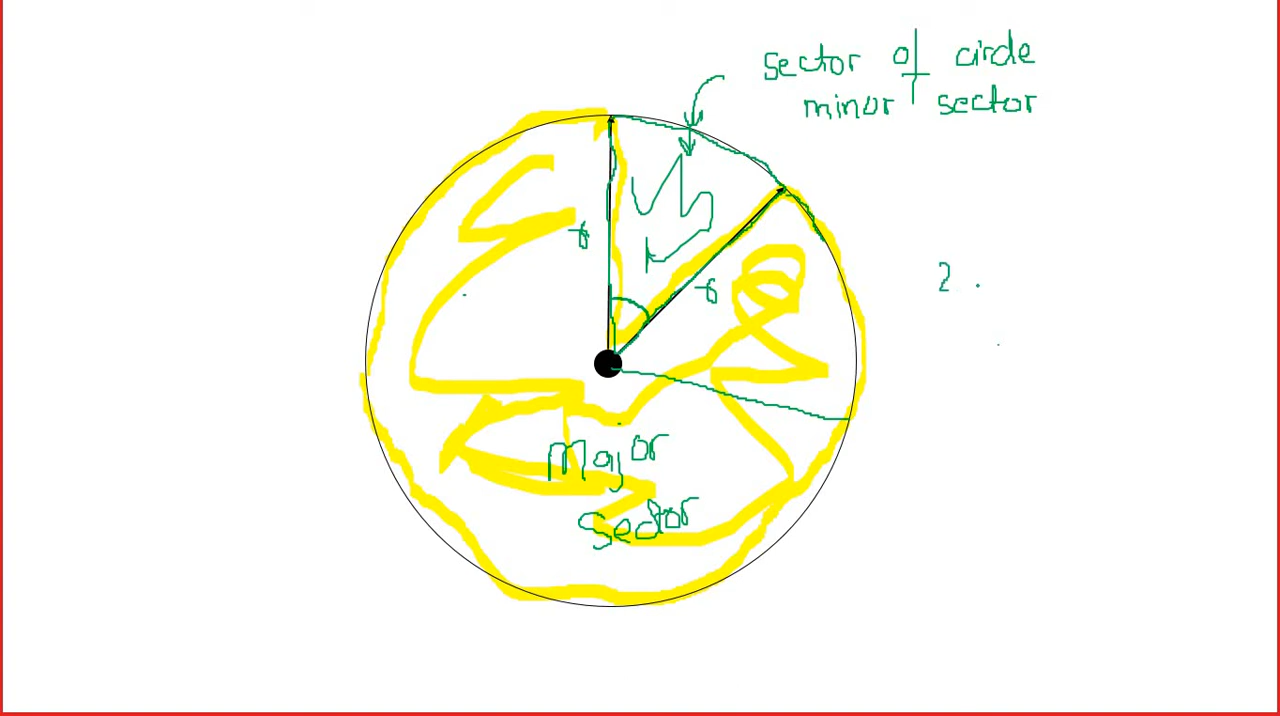 sector of circle
minor sector
r
r
2 .
Major
Sector